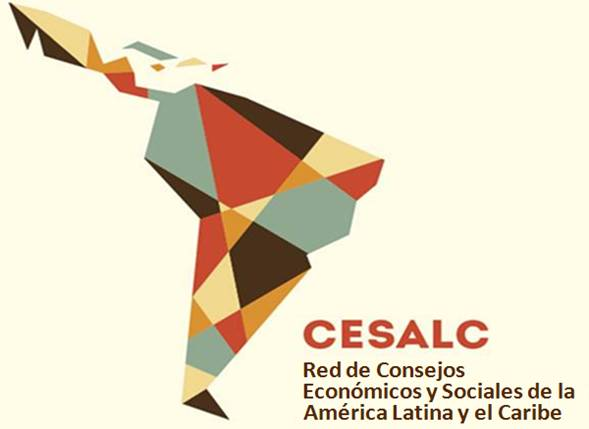 CESALC
Red de Consejos
Económicos y Sociales de la
América Latina y el Caribe